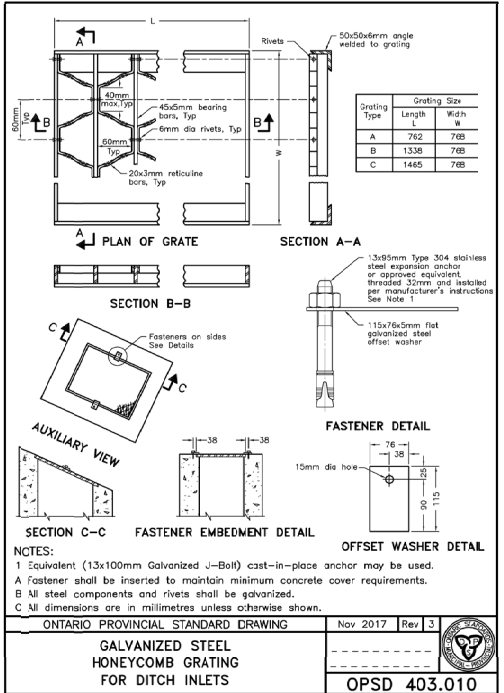 L
A
Rivets
50x50x6mm angle
welded to grating
40mm
max,Typ
45x5mm bearing
bars, Typ
60mm
Typ
B
B
6mm dia rivets, Typ
60mm
Typ
20x3mm reticuline
bars, Typ
W
A
PLAN OF GRATE
SECTION A-A
Grating
Type
Grating Size
Length
L
Width
W
A 762 768
B 1338 768
C 1465 768
SECTION B-B
13x95mm Type 304 stainless
steel expansion anchor
or approved equivalent,
threaded 32mm and installed
per manufacturer's instructions
See Note 1
115x76x5mm flat
galvanized steel
offset washer
FASTENER DETAIL
C
Fasteners on sides
See Details
C
AUXILIARY VIEW
SECTION C-C
38
38
FASTENER EMBEDMENT DETAIL
76
38
15mm dia hole
25
90
115
OFFSET WASHER DETAIL
NOTES:
1 Equivalent (13x100mm Galvanized J-Bolt) cast-in-place anchor may be used.
A Fastener shall be inserted to maintain minimum concrete cover requirements.
B All steel components and rivets shall be galvanized.
C All dimensions are in millimetres unless otherwise shown.
ONTARIO PROVINCIAL STANDARD DRAWING
Nov 2017 Rev 3
GALVANIZED STEEL
HONEYCOMB GRATING
FOR DITCH INLETS
OPSD 403.010